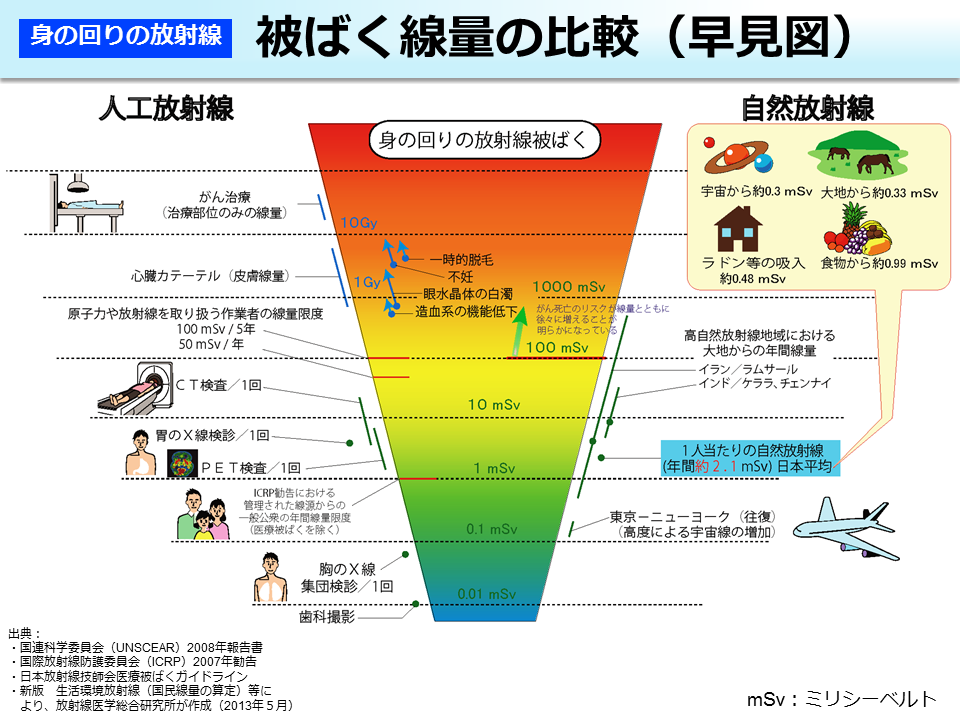 身の回りの放射線
被ばく線量の比較（早見図）
人工放射線
自然放射線
身の回りの放射線被ばく
宇宙から約0.3 mSv
大地から約0.33 mSv
ラドン等の吸入
約0.48 mSv
食物から約0.99 mSv
がん治療
（治療部位のみの線量）
10Gy
心臓カテーテル（皮膚線量）
1Gy
一時的脱毛
不妊
眼水晶体の白濁
造血系の機能低下
1000 mSv
がん死亡のリスクが線量とともに
徐々に増えることが
明らかになっている
100 mSv
原子力や放射線を取り扱う作業者の線量限度
100 mSv / 5年
50 mSv / 年
高自然放射線地域における
大地からの年間線量
イラン／ラムサール
インド／ケララ、チェンナイ
ＣＴ検査／1回
10 mSv
胃のＸ線検診／1回
ＰＥＴ検査／1回
1 mSv
１人当たりの自然放射線
(年間約２.１mSv) 日本平均
ICRP勧告における
管理された線源からの
一般公衆の年間線量限度
（医療被ばくを除く）
0.1 mSv
東京－ニューヨーク（往復）
（高度による宇宙線の増加）
胸のＸ線
集団検診／1回
0.01 mSv
歯科撮影
出典：
・国連科学委員会（UNSCEAR）2008年報告書
・国際放射線防護委員会（ICRP）2007年勧告
・日本放射線技師会医療被ばくガイドライン
・新版　生活環境放射線（国民線量の算定）等に
より、放射線医学総合研究所が作成（2013年５月）
mSv：ミリシーベルト